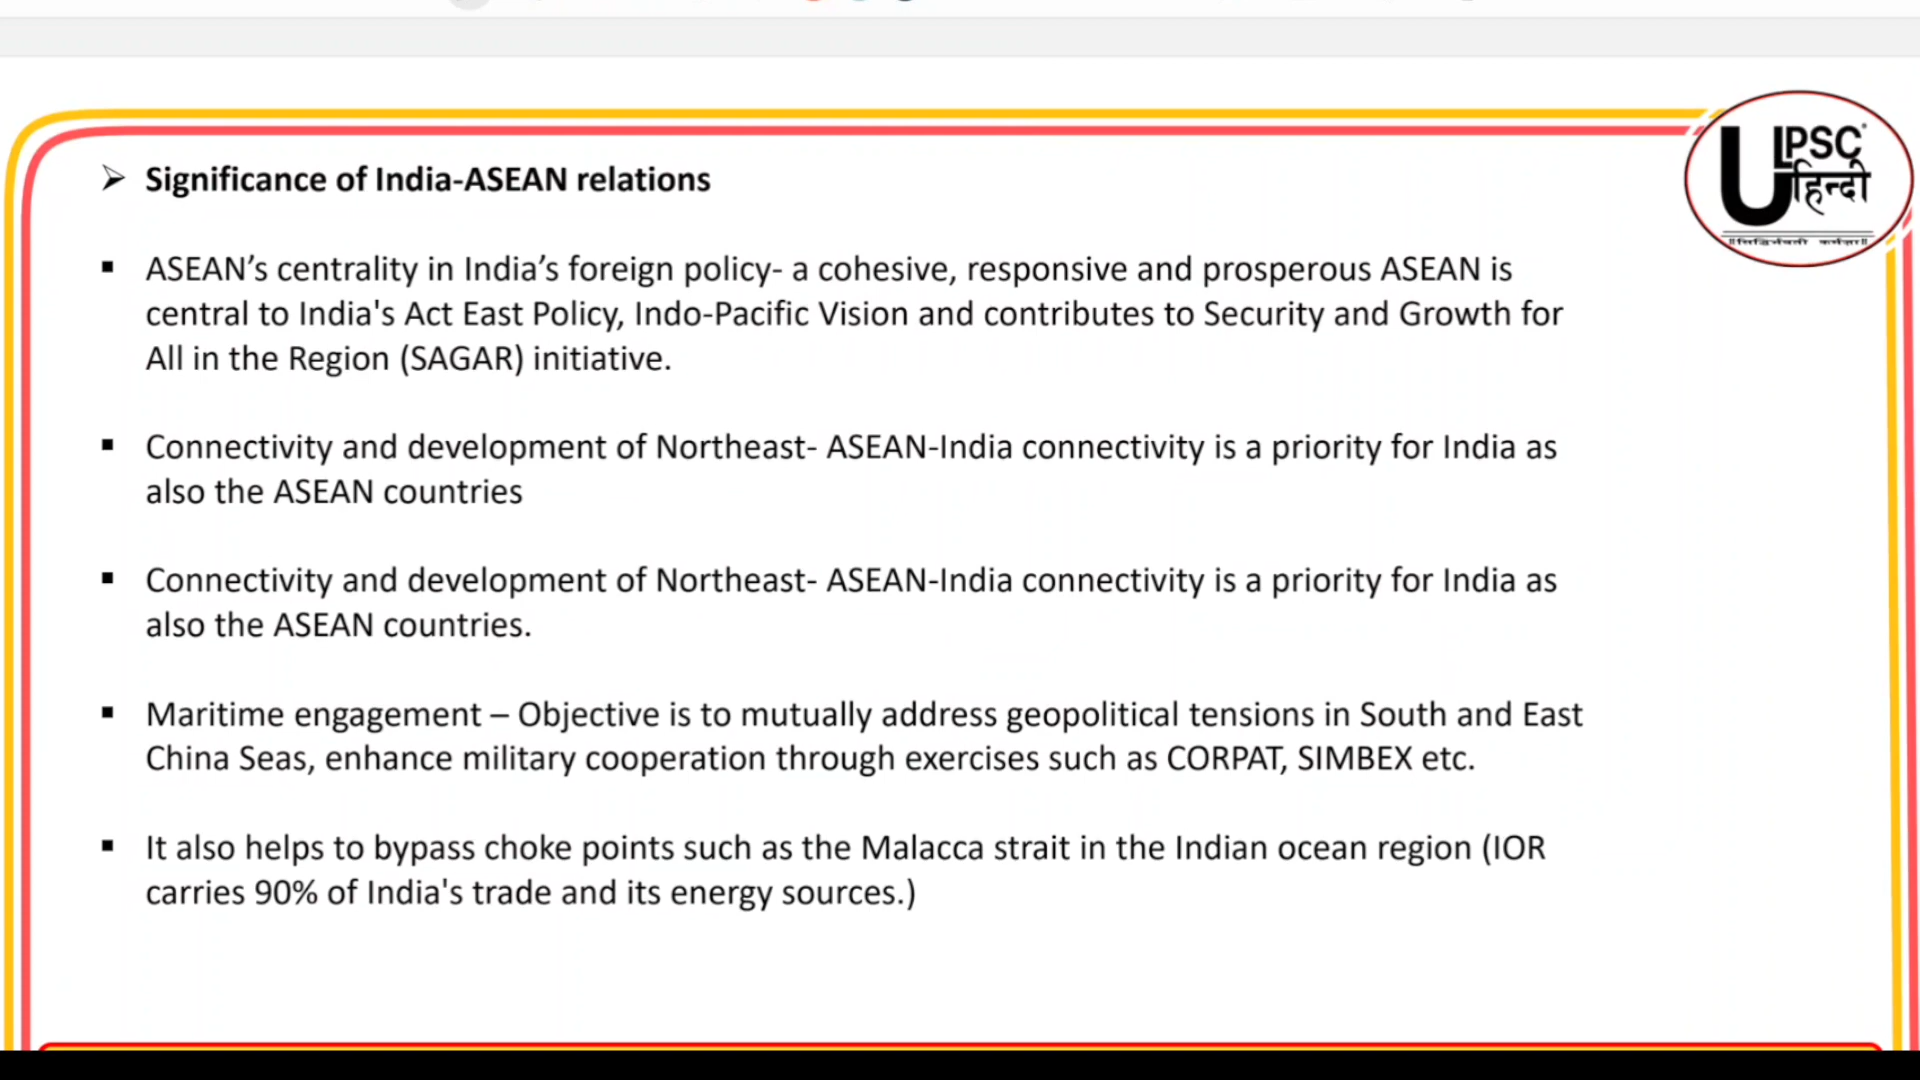 ➢ Significance of India-ASEAN relations
UPSC
हिन्दी
▪ ASEAN’s centrality in India’s foreign policy- a cohesive, responsive and prosperous ASEAN is
central to India's Act East Policy, Indo-Pacific Vision and contributes to Security and Growth for
All in the Region (SAGAR) initiative.
▪ Connectivity and development of Northeast- ASEAN-India connectivity is a priority for India as
also the ASEAN countries
▪ Connectivity and development of Northeast- ASEAN-India connectivity is a priority for India as
also the ASEAN countries.
▪ Maritime engagement – Objective is to mutually address geopolitical tensions in South and East
China Seas, enhance military cooperation through exercises such as CORPAT, SIMBEX etc.
▪ It also helps to bypass choke points such as the Malacca strait in the Indian ocean region (IOR
carries 90% of India's trade and its energy sources.)